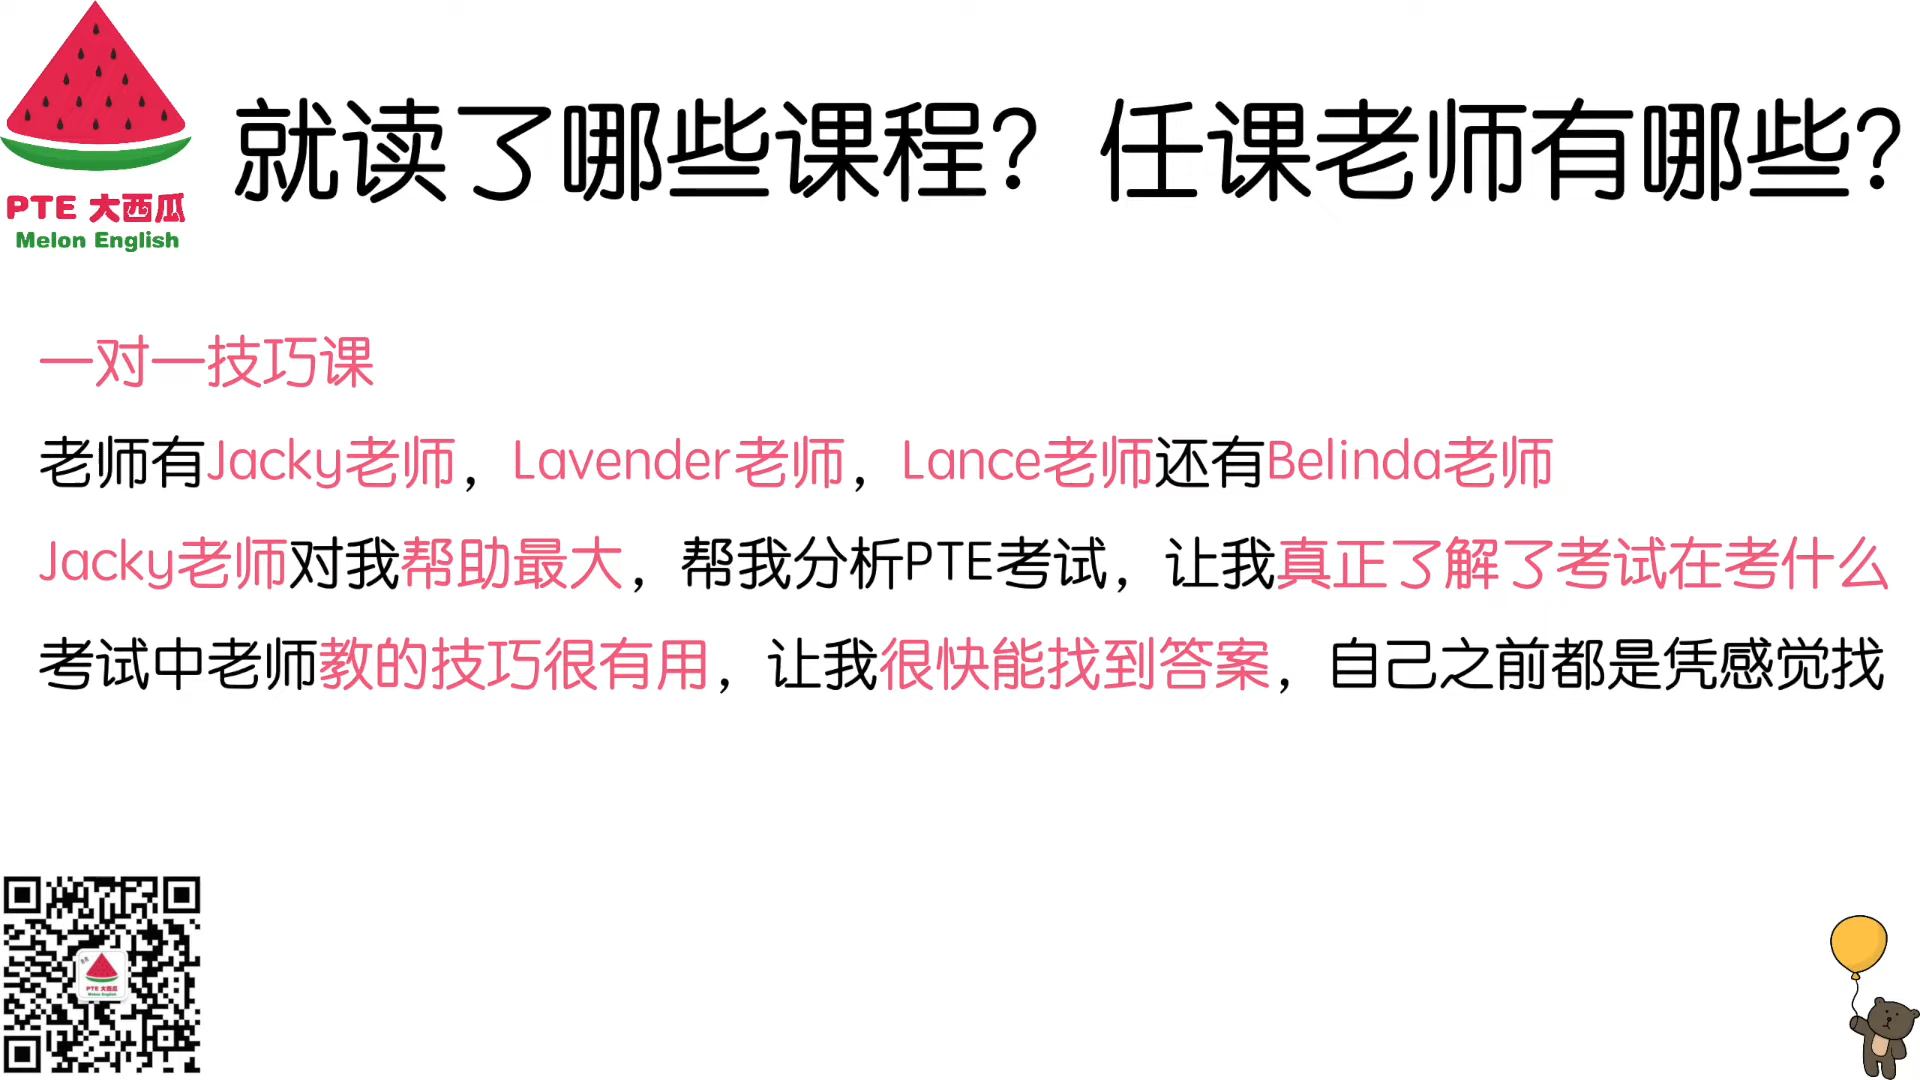 PTE 大西瓜
Melon English
就读了哪些课程？任课老师有哪些？
一对一技巧课
老师有Jacky老师，Lavender老师，Lance老师还有Belinda老师
Jacky老师对我帮助最大，帮我分析PTE考试，让我真正了解了考试在考什么
考试中老师教的技巧很有用，让我很快能找到答案，自己之前都是凭感觉找
PTE 大西瓜
Melon English